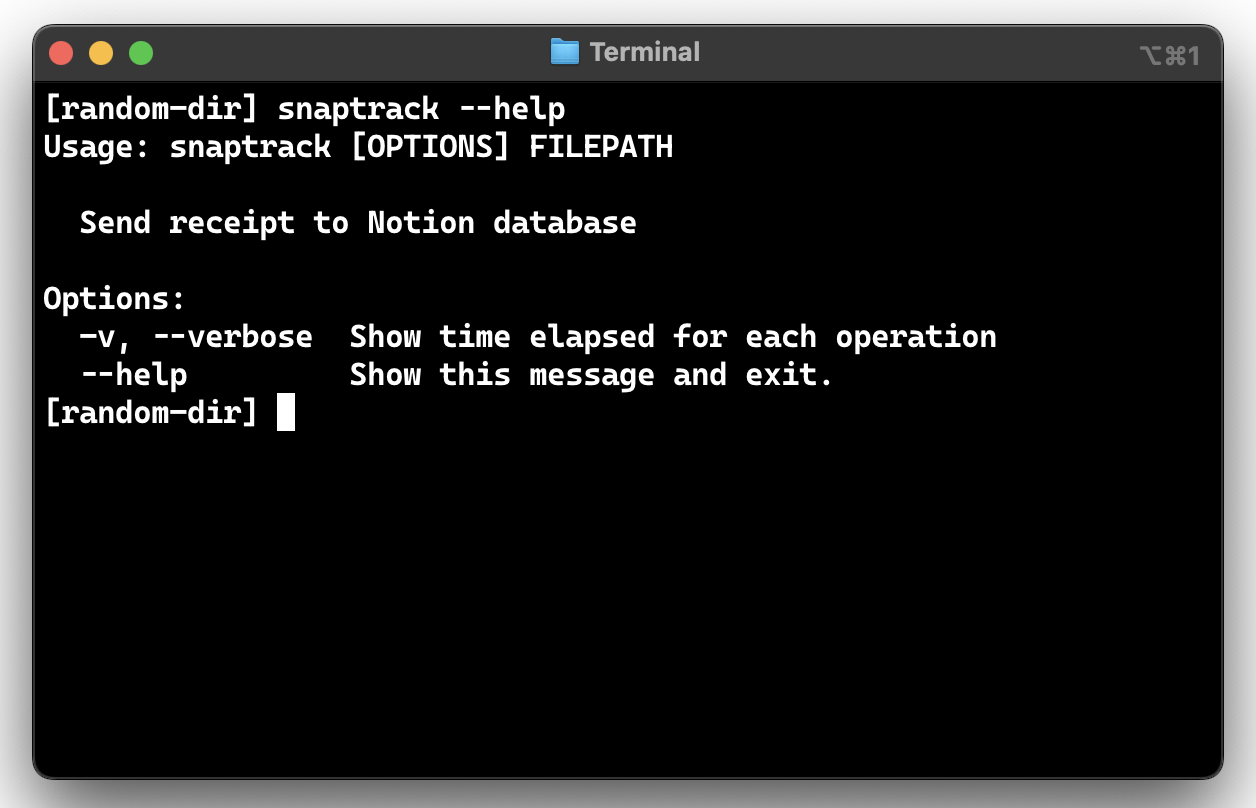 Terminal
⌥⌘1
[random-dir] snaptrack --help
Usage: snaptrack [OPTIONS] FILEPATH

  Send receipt to Notion database

Options:
  -v, --verbose  Show time elapsed for each operation
  --help         Show this message and exit.
[random-dir]